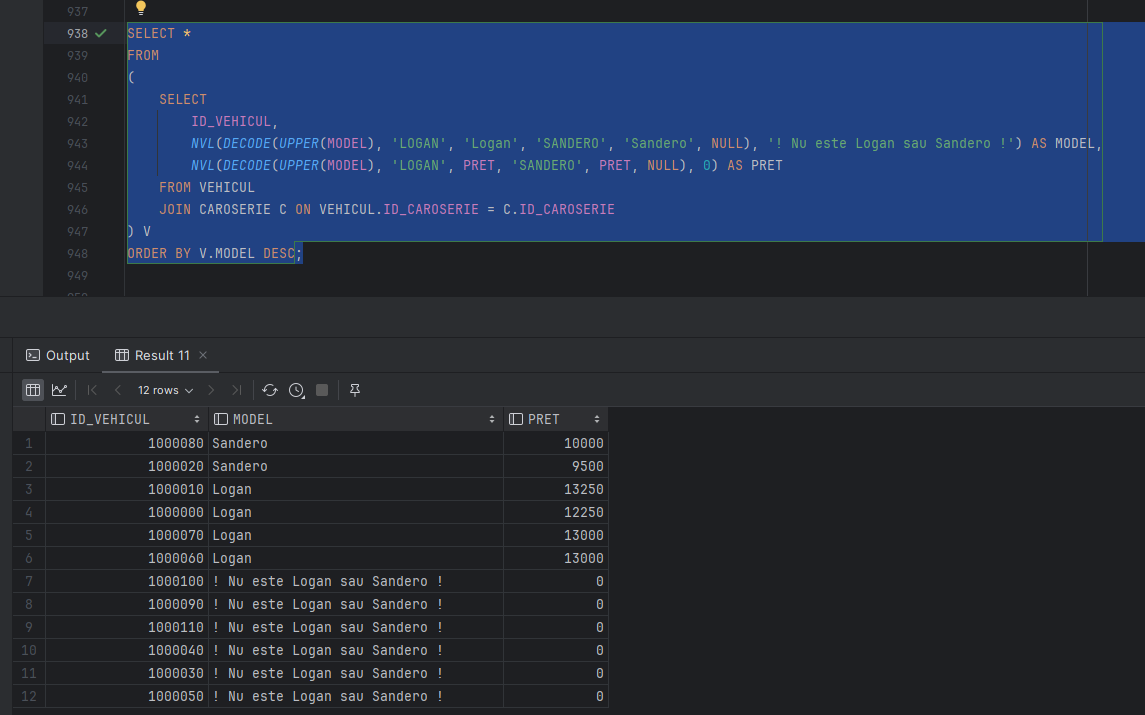 937
938 SELECT *
939 FROM
940 (
941 SELECT
942 ID_VEHICUL,
943 NVL(DECODE(UPPER(MODEL), 'LOGAN', 'Logan', 'SANDERO', 'Sandero', NULL), '! Nu este Logan sau Sandero !') AS MODEL,
944 NVL(DECODE(UPPER(MODEL), 'LOGAN', PRET, 'SANDERO', PRET, NULL), 0) AS PRET
945 FROM VEHICUL
946 JOIN CAROSERIE C ON VEHICUL.ID_CAROSERIE = C.ID_CAROSERIE
947 ) V
948 ORDER BY V.MODEL DESC;
949
Output Result 11
12 rows
ID_VEHICUL MODEL PRET
1 1000080 Sandero 10000
2 1000020 Sandero 9500
3 1000010 Logan 13250
4 1000000 Logan 12250
5 1000070 Logan 13000
6 1000060 Logan 13000
7 1000100 ! Nu este Logan sau Sandero ! 0
8 1000090 ! Nu este Logan sau Sandero ! 0
9 1000110 ! Nu este Logan sau Sandero ! 0
10 1000040 ! Nu este Logan sau Sandero ! 0
11 1000030 ! Nu este Logan sau Sandero ! 0
12 1000050 ! Nu este Logan sau Sandero ! 0